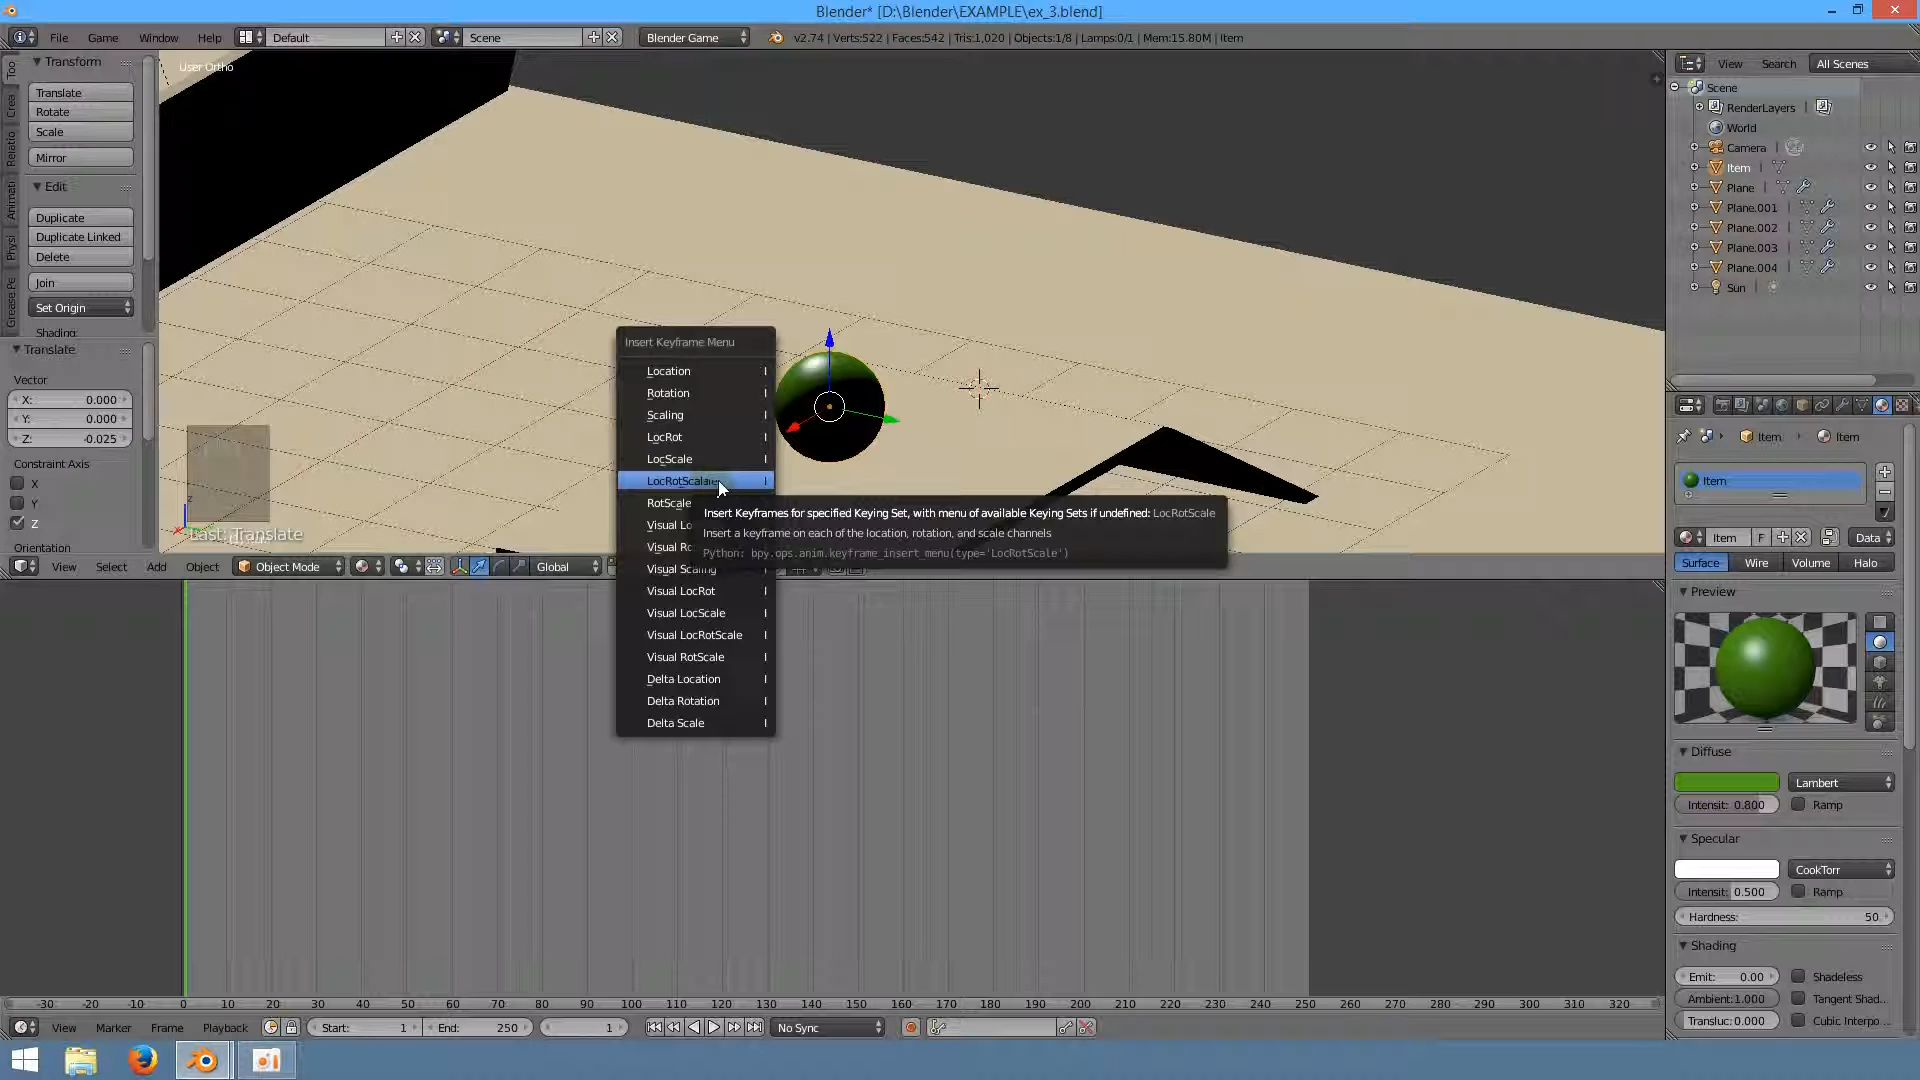 Blender* [D:\Blender\EXAMPLE\ex_3.blend]
File Game Window Help Default Scene Blender Game v2.74 | Verts:522 | Faces:542 | Tris:1,020 | Objects:1/8 | Lamps:0/1 | Mem:15.80M | Item
Transform
Translate
Rotate
Scale
Mirror
Edit
Duplicate
Duplicate Linked
Delete
Join
Set Origin
Shading:
Translate
Vector
X: 0.000
Y: 0.000
Z: -0.025
Constraint Axis
X
Y
Z
Orientation
Too
Crea
Relatio
Animati
Physi
Grease Pe
User Ortho
Last: Translate
Insert Keyframe Menu
Location I
Rotation I
Scaling I
LocRot I
LocScale I
LocRotScale I
RotScale
Visual Lo
Visual Ro
Visual Scaling
Visual LocRot I
Visual LocScale I
Visual LocRotScale I
Visual RotScale I
Delta Location I
Delta Rotation I
Delta Scale I
Insert Keyframes for specified Keying Set, with menu of available Keying Sets if undefined: LocRotScale
Insert a keyframe on each of the location, rotation, and scale channels
Python: bpy.ops.anim.keyframe_insert_menu(type='LocRotScale')
View Select Add Object Object Mode Global
-30 -20 -10 0 10 20 30 40 50 60 70 80 90 100 110 120 130 140 150 160 170 180 190 200 210 220 230 240 250 260 270 280 290 300 310 320
View Marker Frame Playback Start: 1 End: 250 1 No Sync
View Search All Scenes
Scene
RenderLayers
World
Camera
Item
Plane
Plane.001
Plane.002
Plane.003
Plane.004
Sun
Item Item
Item
Item F Data
Surface Wire Volume Halo
Preview
Diffuse
Lambert
Intensit: 0.800 Ramp
Specular
CookTorr
Intensit: 0.500 Ramp
Hardness: 50
Shading
Emit: 0.00 Shadeless
Ambient: 1.000 Tangent Shad...
Transluc: 0.000 Cubic Interpo...